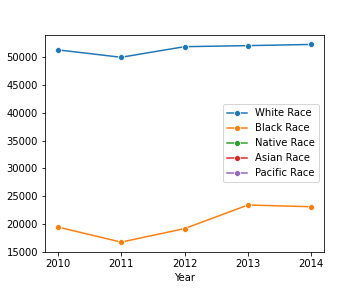 50000
45000
40000
35000
30000
25000
20000
15000
White Race
Black Race
Native Race
Asian Race
Pacific Race
2010 2011 2012 2013 2014
Year